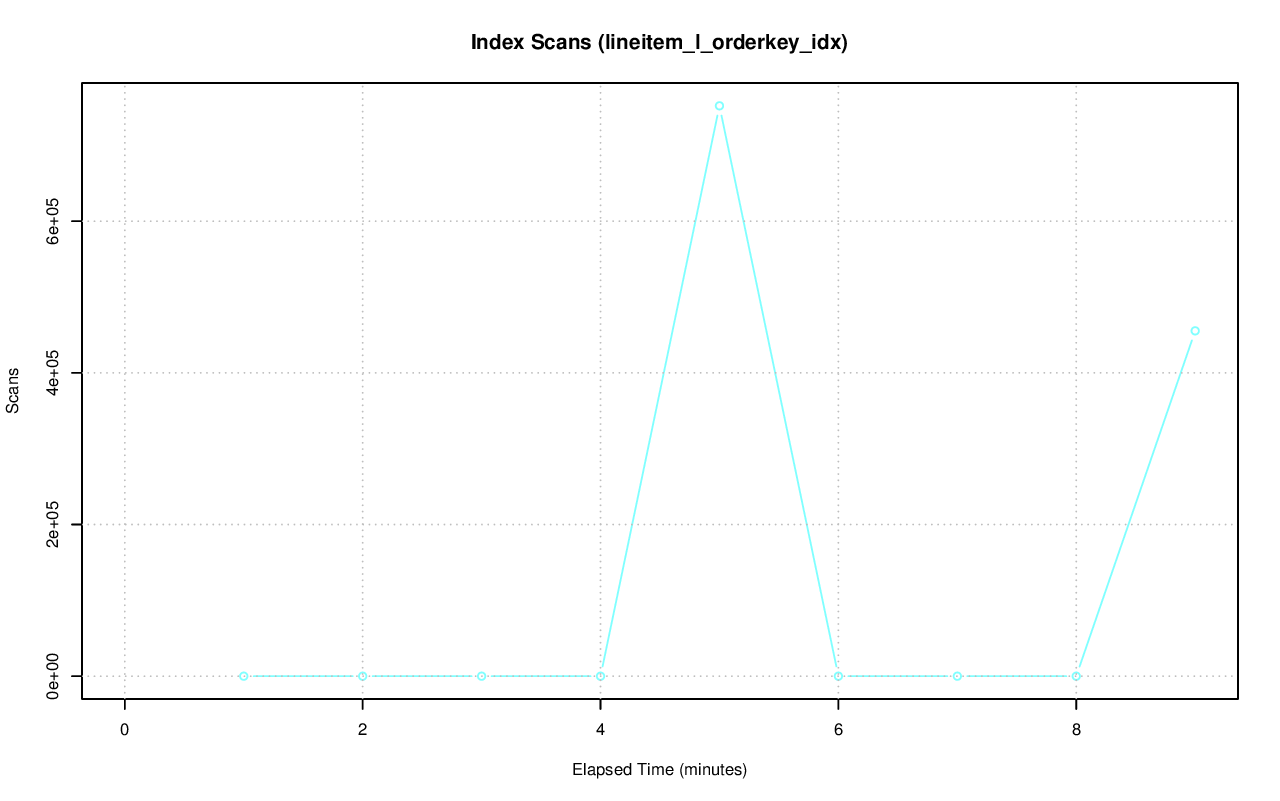 Index Scans (lineitem_l_orderkey_idx)
Scans
6e+05
4e+05
2e+05
0e+00
0 2 4 6 8
Elapsed Time (minutes)